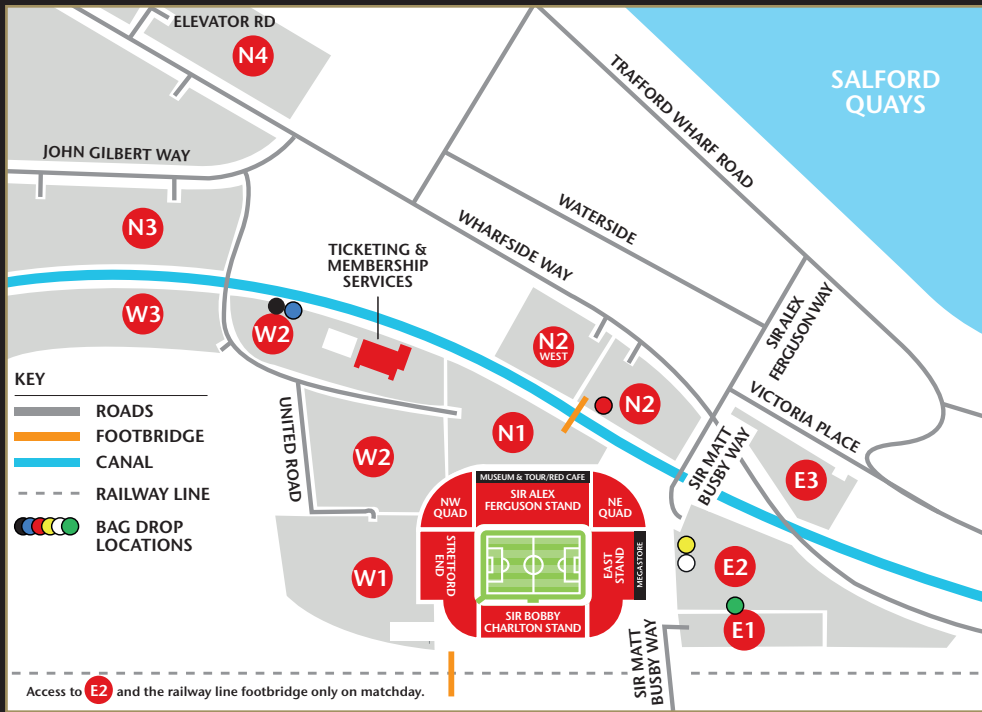 ELEVATOR RD
N4
SALFORD
QUAYS
TRAFFORD WHARF ROAD
JOHN GILBERT WAY
N3
WATERSIDE
WHARFSIDE WAY
TICKETING &
MEMBERSHIP
SERVICES
W3
W2
N2
WEST
SIR ALEX
FERGUSON WAY
KEY
ROADS
FOOTBRIDGE
CANAL
RAILWAY LINE
BAG DROP
LOCATIONS
UNITED ROAD
W2
N1
N2
VICTORIA PLACE
SIR MATT
BUSBY WAY
E3
MUSEUM & TOUR/RED CAFE
NW
QUAD
SIR ALEX
FERGUSON STAND
NE
QUAD
STRETFORD
END
EAST
STAND
MEGASTORE
W1
E2
SIR BOBBY
CHARLTON STAND
E1
SIR MATT
BUSBY WAY
Access to E2 and the railway line footbridge only on matchday.